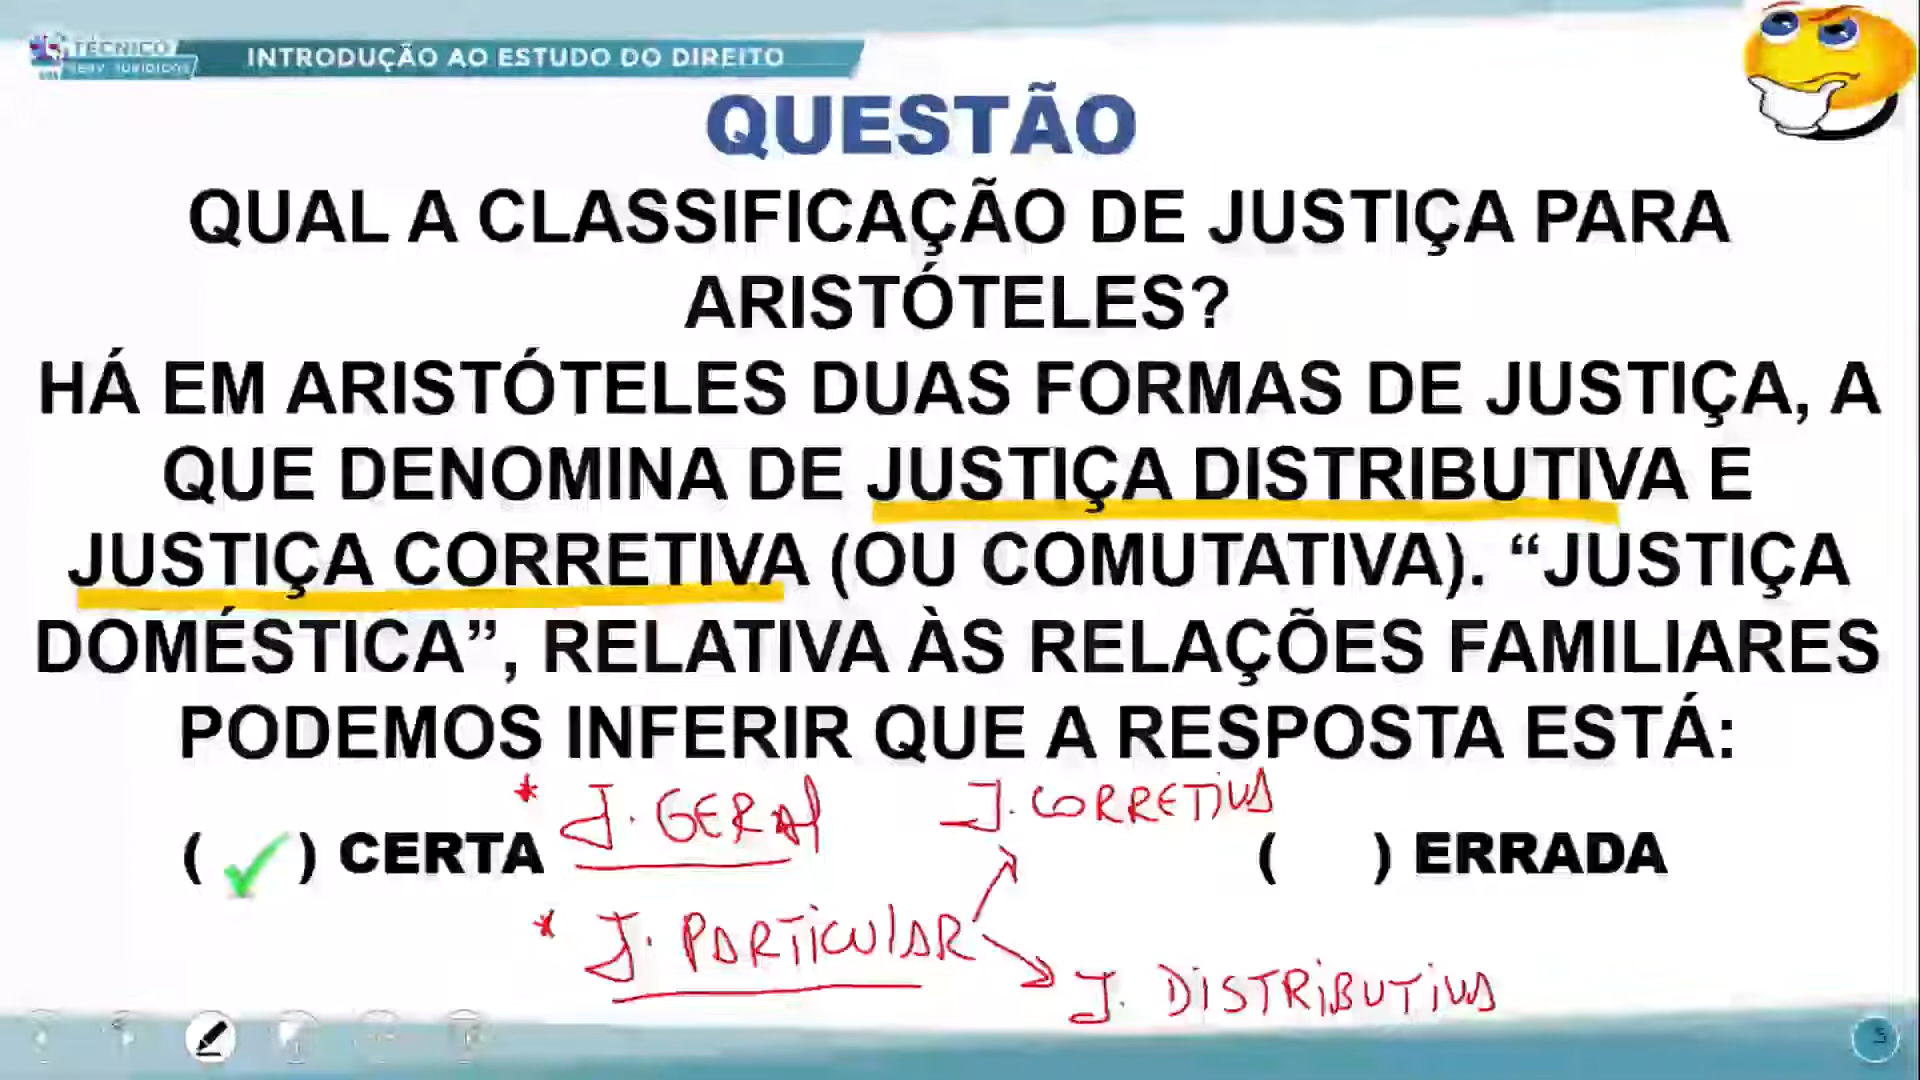 TÉCNICO
INTRODUÇÃO AO ESTUDO DO DIREITO
QUESTÃO
QUAL A CLASSIFICAÇÃO DE JUSTIÇA PARA
ARISTÓTELES?
HÁ EM ARISTÓTELES DUAS FORMAS DE JUSTIÇA, A
QUE DENOMINA DE JUSTIÇA DISTRIBUTIVA E
JUSTIÇA CORRETIVA (OU COMUTATIVA). “JUSTIÇA
DOMÉSTICA”, RELATIVA ÀS RELAÇÕES FAMILIARES
PODEMOS INFERIR QUE A RESPOSTA ESTÁ:
* J. GERAL J. CORRETIVA
( ✓ ) CERTA ( ) ERRADA
* J. PARTICULAR
J. DISTRIBUTIVA
5